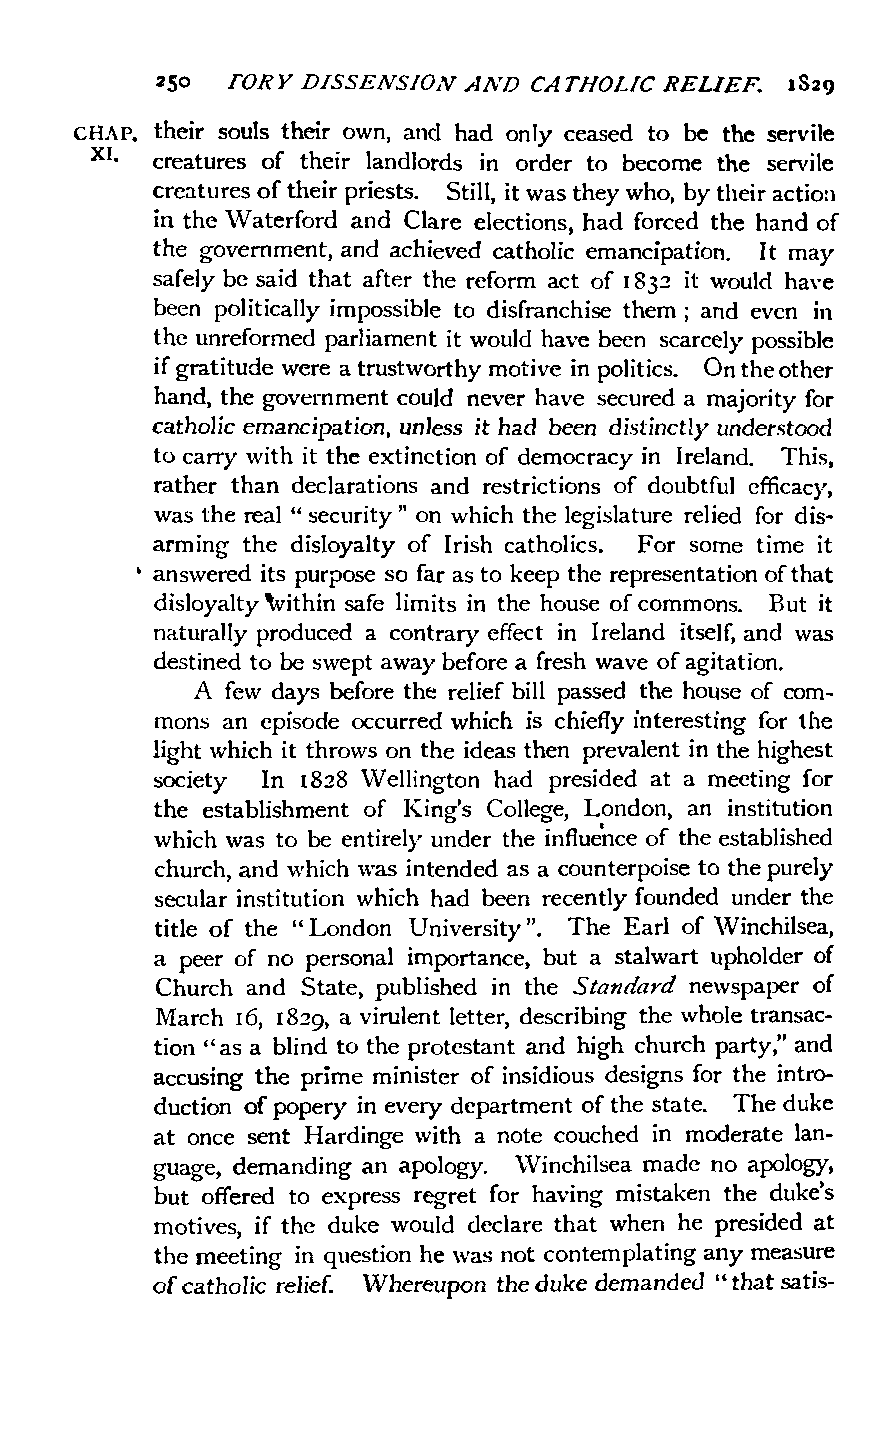 250 TORY DISSENSION AND CATHOLIC RELIEF. 1829
CHAP. XI.
their souls their own, and had only ceased to be the servile
creatures of their landlords in order to become the servile
creatures of their priests. Still, it was they who, by their action
in the Waterford and Clare elections, had forced the hand of
the government, and achieved catholic emancipation. It may
safely be said that after the reform act of 1832 it would have
been politically impossible to disfranchise them ; and even in
the unreformed parliament it would have been scarcely possible
if gratitude were a trustworthy motive in politics. On the other
hand, the government could never have secured a majority for
catholic emancipation, unless it had been distinctly understood
to carry with it the extinction of democracy in Ireland. This,
rather than declarations and restrictions of doubtful efficacy,
was the real " security " on which the legislature relied for dis-
arming the disloyalty of Irish catholics. For some time it
answered its purpose so far as to keep the representation of that
disloyalty within safe limits in the house of commons. But it
naturally produced a contrary effect in Ireland itself, and was
destined to be swept away before a fresh wave of agitation.
A few days before the relief bill passed the house of com-
mons an episode occurred which is chiefly interesting for the
light which it throws on the ideas then prevalent in the highest
society In 1828 Wellington had presided at a meeting for
the establishment of King's College, London, an institution
which was to be entirely under the influence of the established
church, and which was intended as a counterpoise to the purely
secular institution which had been recently founded under the
title of the " London University ". The Earl of Winchilsea,
a peer of no personal importance, but a stalwart upholder of
Church and State, published in the Standard newspaper of
March 16, 1829, a virulent letter, describing the whole transac-
tion "as a blind to the protestant and high church party," and
accusing the prime minister of insidious designs for the intro-
duction of popery in every department of the state. The duke
at once sent Hardinge with a note couched in moderate lan-
guage, demanding an apology. Winchilsea made no apology,
but offered to express regret for having mistaken the duke's
motives, if the duke would declare that when he presided at
the meeting in question he was not contemplating any measure
of catholic relief. Whereupon the duke demanded "that satis-